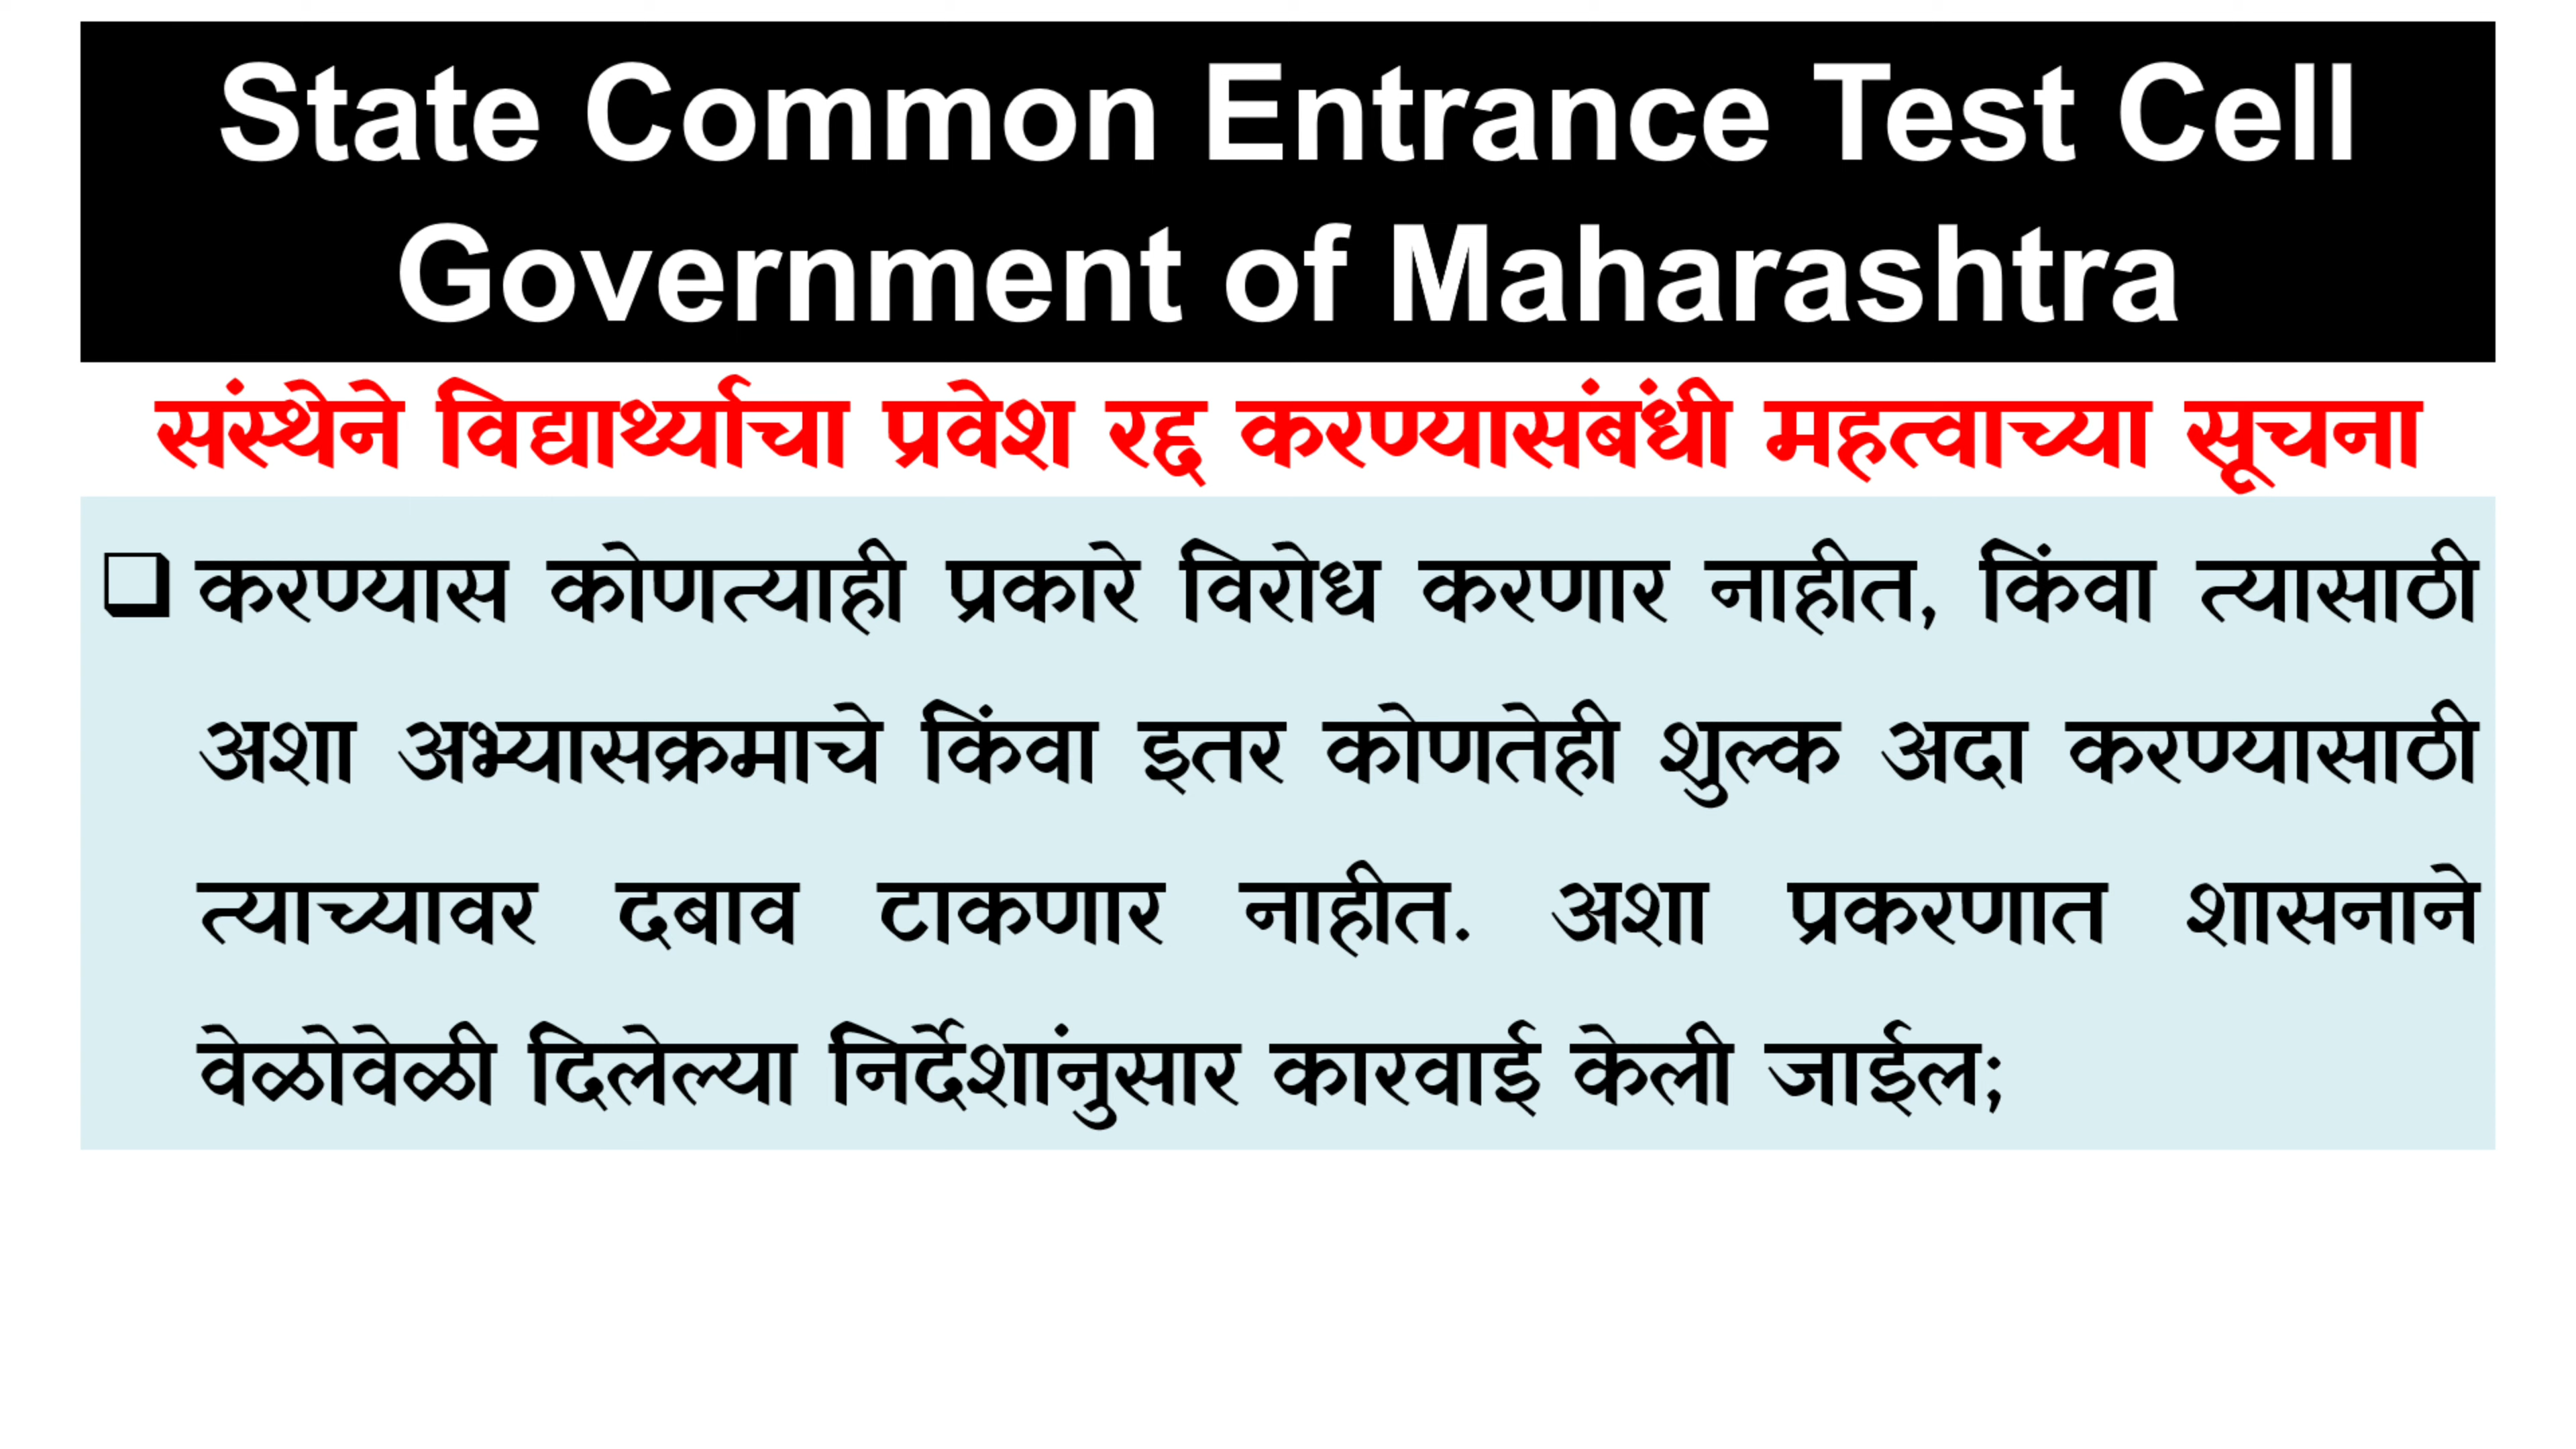 State Common Entrance Test Cell
Government of Maharashtra
संस्थेने विद्यार्थ्याचा प्रवेश रद्द करण्यासंबंधी महत्वाच्या सूचना
❑ करण्यास कोणत्याही प्रकारे विरोध करणार नाहीत, किंवा त्यासाठी
अशा अभ्यासक्रमाचे किंवा इतर कोणतेही शुल्क अदा करण्यासाठी
त्याच्यावर दबाव टाकणार नाहीत. अशा प्रकरणात शासनाने
वेळोवेळी दिलेल्या निर्देशांनुसार कारवाई केली जाईल;